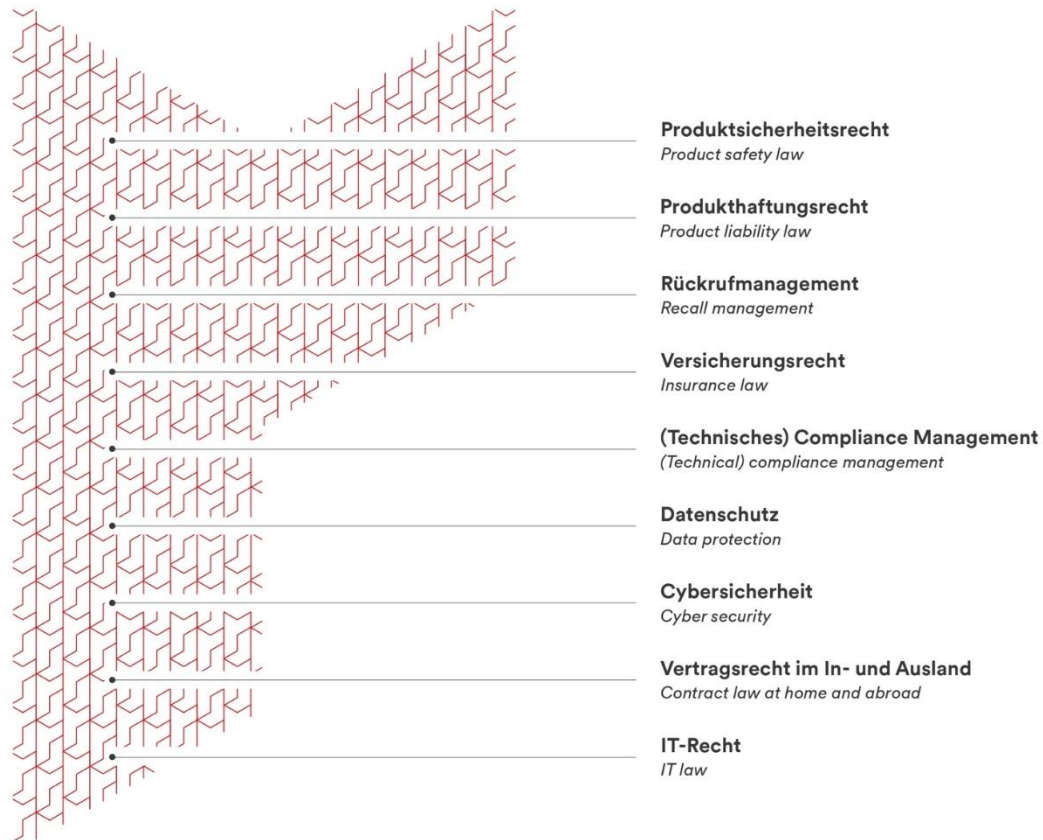 Produktsicherheitsrecht
Product safety law
Produkthaftungsrecht
Product liability law
Rückrufmanagement
Recall management
Versicherungsrecht
Insurance law
(Technisches) Compliance Management
(Technical) compliance management
Datenschutz
Data protection
Cybersicherheit
Cyber security
Vertragsrecht im In- und Ausland
Contract law at home and abroad
IT-Recht
IT law